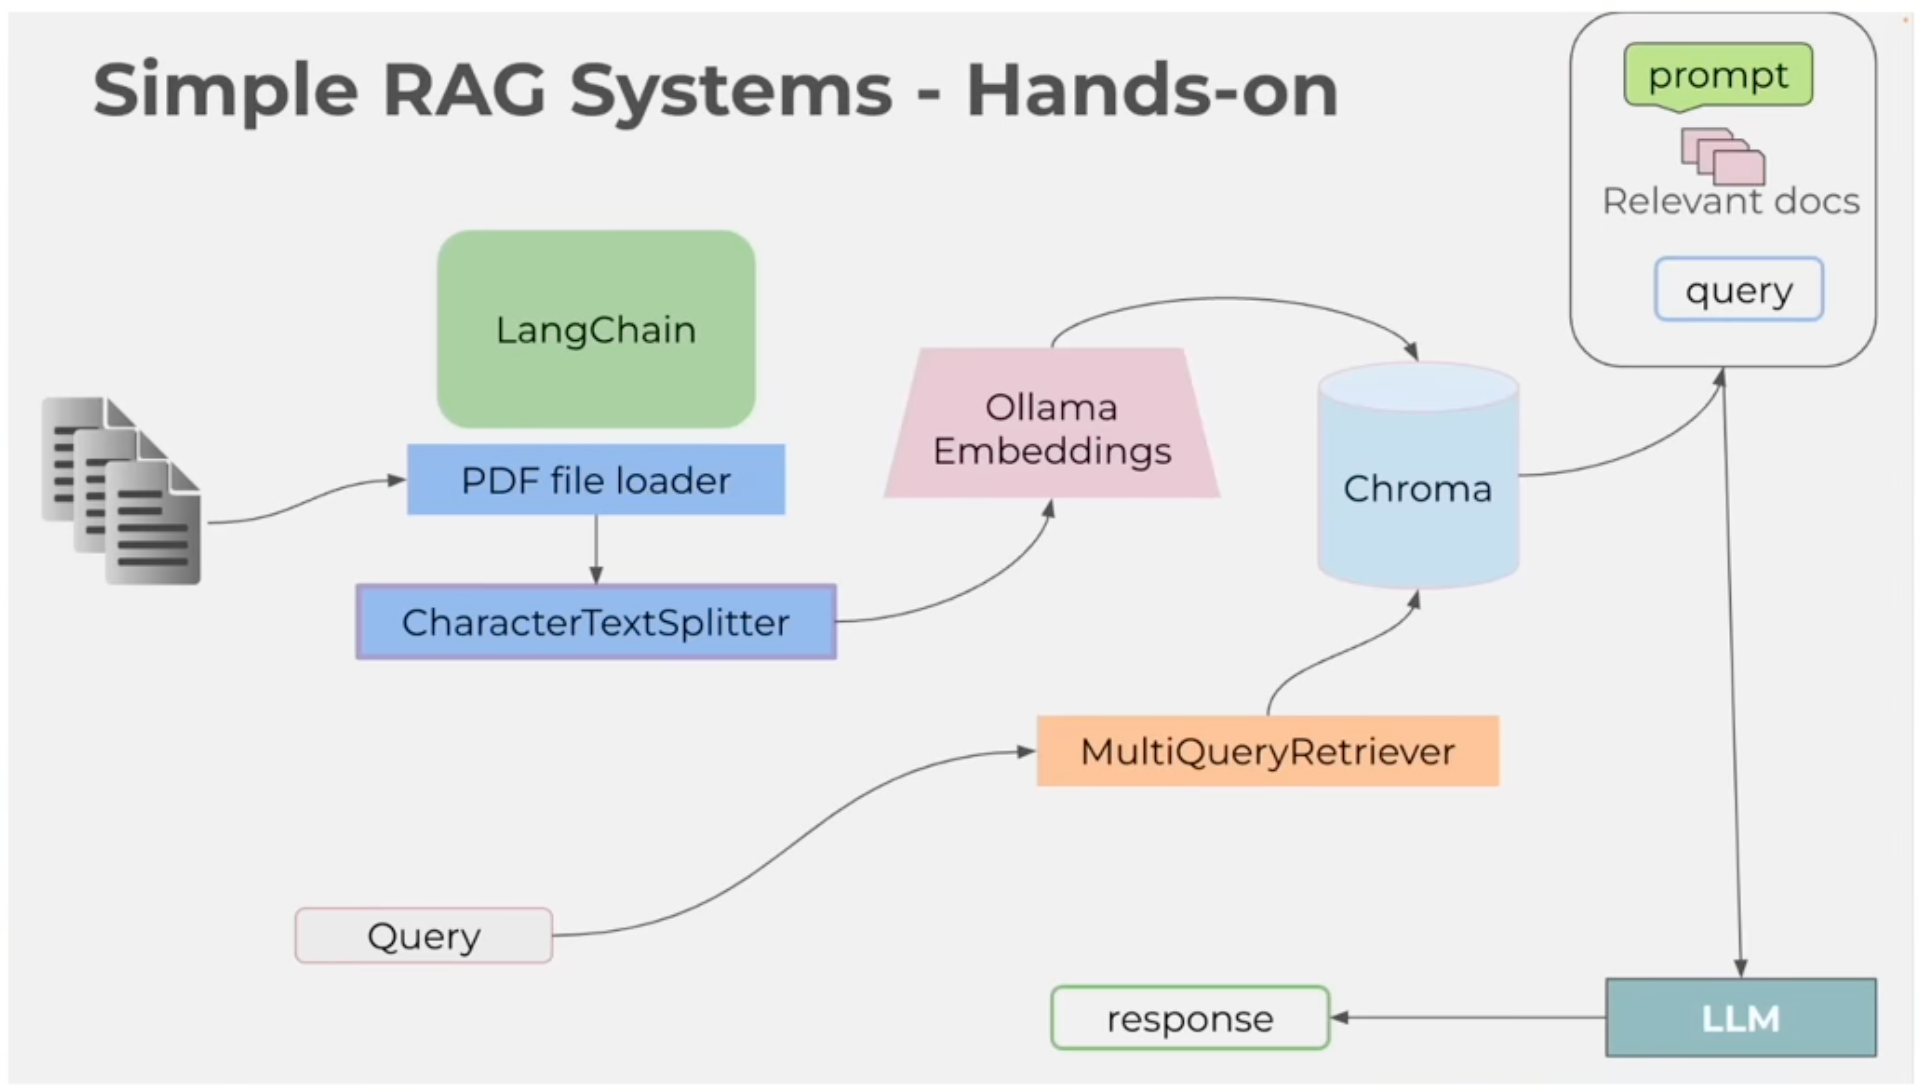 Simple RAG Systems - Hands-on
prompt
Relevant docs
query
LangChain
PDF file loader
CharacterTextSplitter
Ollama
Embeddings
Chroma
MultiQueryRetriever
Query
response
LLM